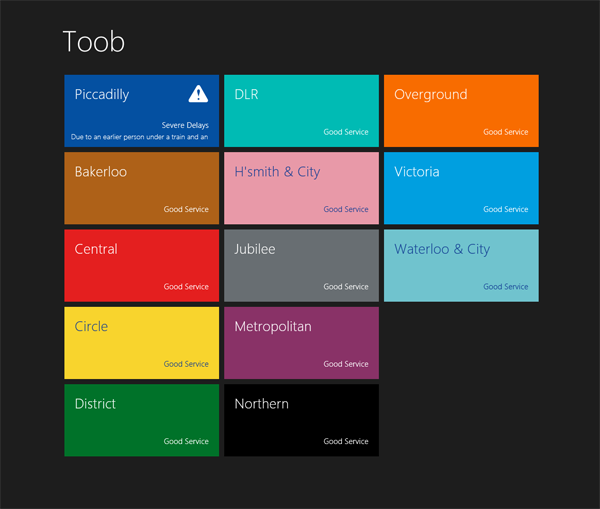 Toob
Piccadilly
Severe Delays
Due to an earlier person under a train and an
Bakerloo
Good Service
Central
Good Service
Circle
Good Service
District
Good Service
DLR
Good Service
H'smith & City
Good Service
Jubilee
Good Service
Metropolitan
Good Service
Northern
Good Service
Overground
Good Service
Victoria
Good Service
Waterloo & City
Good Service